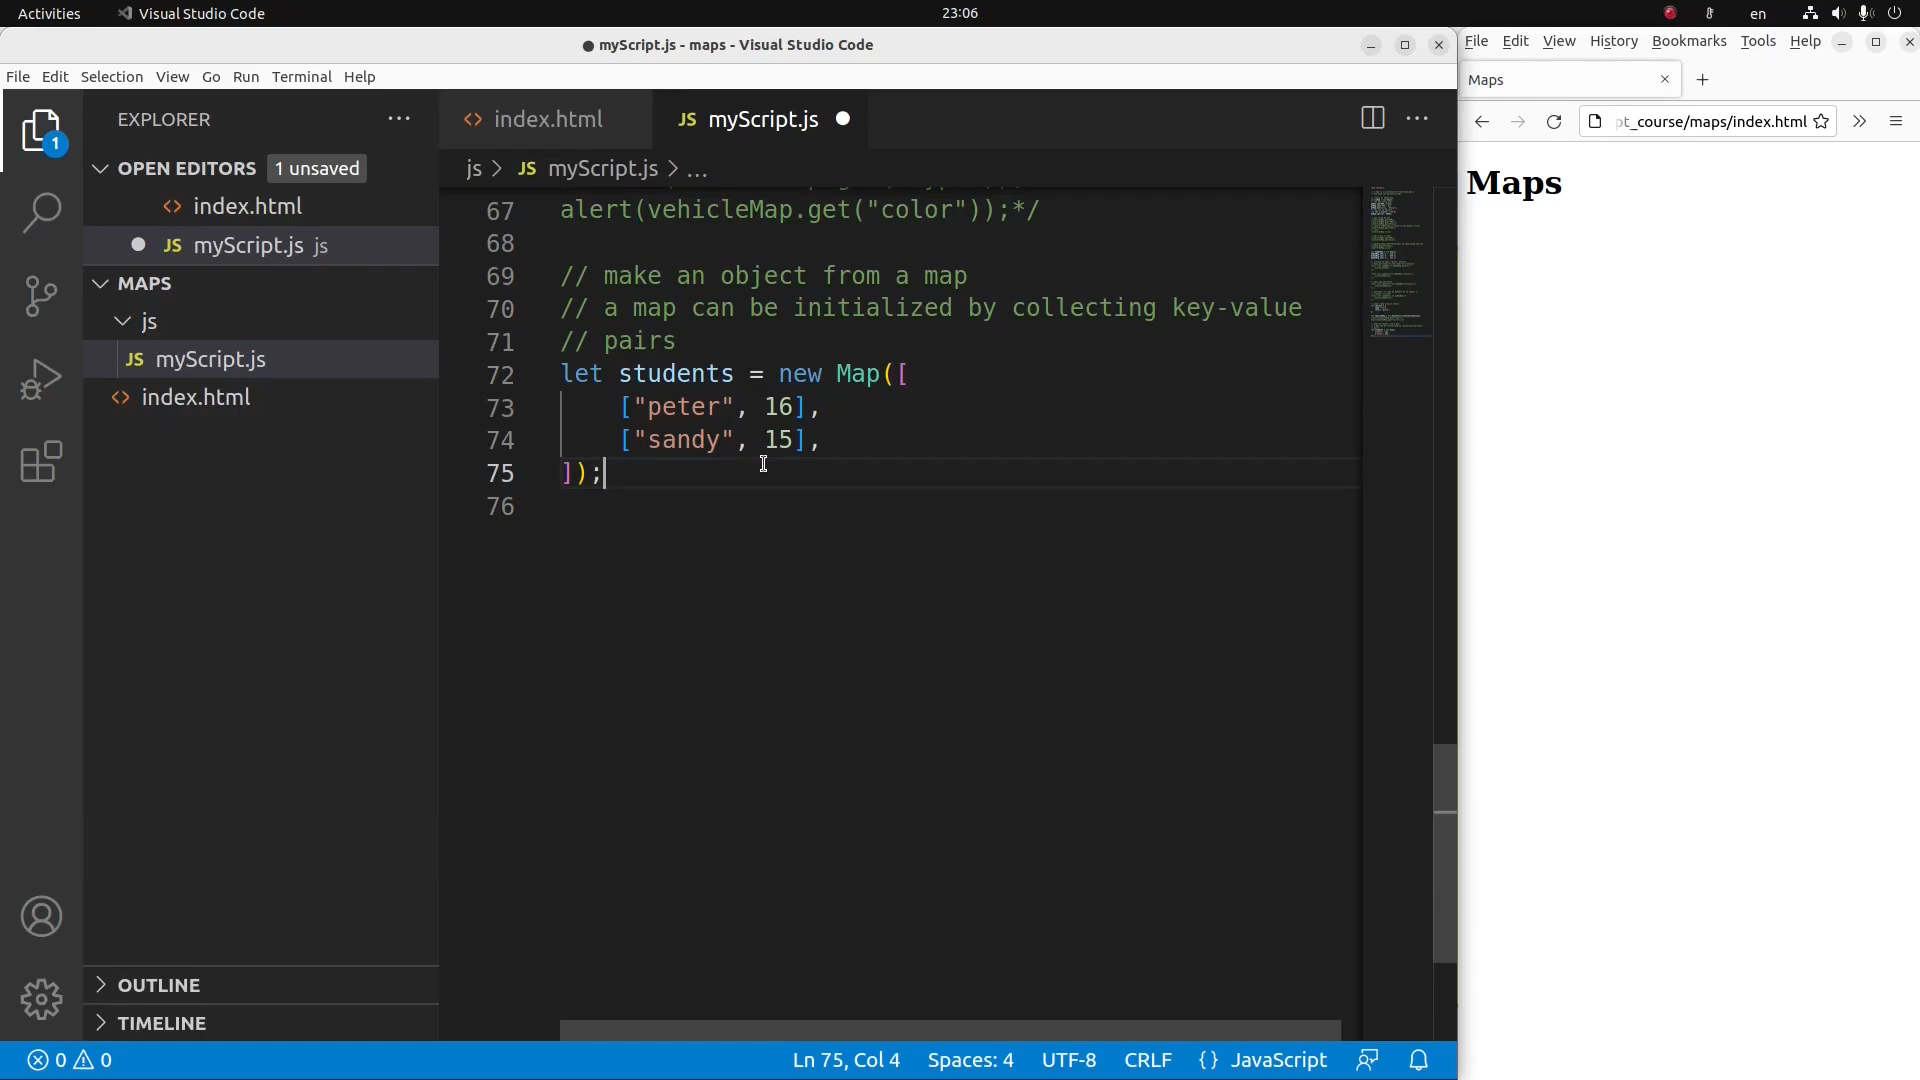 Activities Visual Studio Code 23:06 en
myScript.js - maps - Visual Studio Code
File Edit Selection View Go Run Terminal Help
EXPLORER
1
OPEN EDITORS 1 unsaved
index.html
myScript.js js
MAPS
js
JS myScript.js
index.html
OUTLINE
TIMELINE
index.html JS myScript.js
js > JS myScript.js > ...
67 alert(vehicleMap.get("color"));*/
68
69 // make an object from a map
70 // a map can be initialized by collecting key-value
71 // pairs
72 let students = new Map([
73 ["peter", 16],
74 ["sandy", 15],
75 ]);
76
0 0 Ln 75, Col 4 Spaces: 4 UTF-8 CRLF {} JavaScript
File Edit View History Bookmarks Tools Help
Maps
pt_course/maps/index.html
Maps